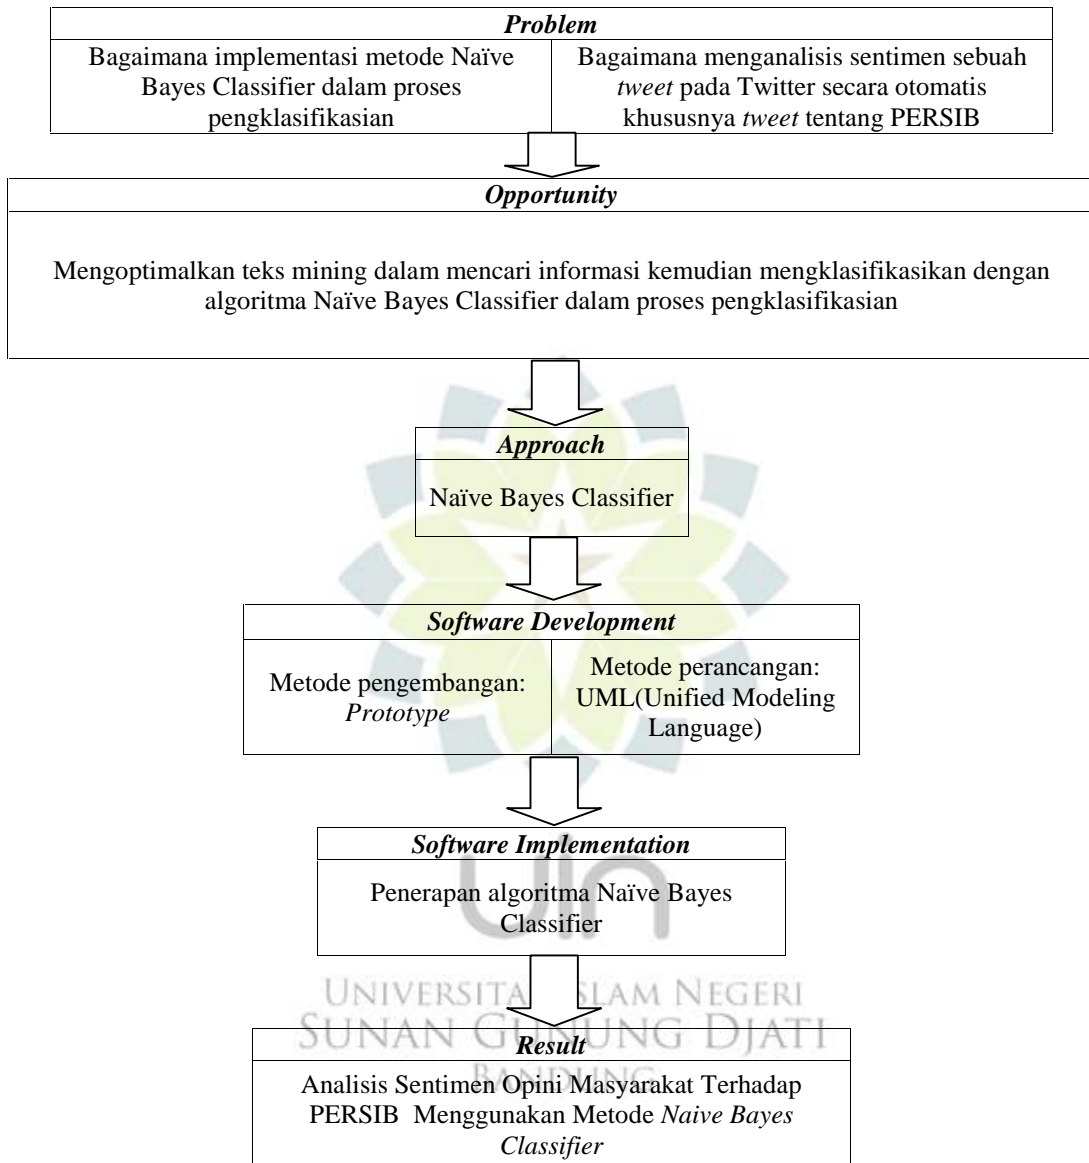 Problem
Bagaimana implementasi metode Naïve
Bayes Classifier dalam proses
pengklasifikasian
Bagaimana menganalisis sentimen sebuah
tweet pada Twitter secara otomatis
khususnya tweet tentang PERSIB
Opportunity
Mengoptimalkan teks mining dalam mencari informasi kemudian mengklasifikasikan dengan
algoritma Naïve Bayes Classifier dalam proses pengklasifikasian
Approach
Naïve Bayes Classifier
Software Development
Metode pengembangan:
Prototype
Metode perancangan:
UML(Unified Modeling
Language)
Software Implementation
Penerapan algoritma Naïve Bayes
Classifier
uin
UNIVERSITAS ISLAM NEGERI
SUNAN GUNUNG DJATI
BANDUNG
Result
Analisis Sentimen Opini Masyarakat Terhadap
PERSIB Menggunakan Metode Naive Bayes
Classifier